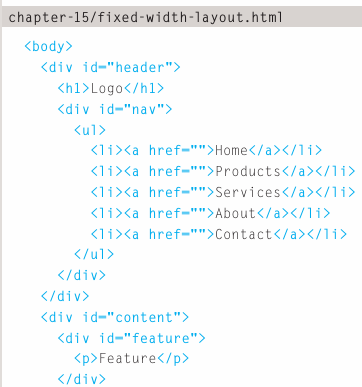 chapter-15/fixed-width-layout.html
<body>
<div id="header">
<h1>Logo</h1>
<div id="nav">
<ul>
<li><a href="">Home</a></li>
<li><a href="">Products</a></li>
<li><a href="">Services</a></li>
<li><a href="">About</a></li>
<li><a href="">Contact</a></li>
</ul>
</div>
</div>
<div id="content">
<div id="feature">
<p>Feature</p>
</div>